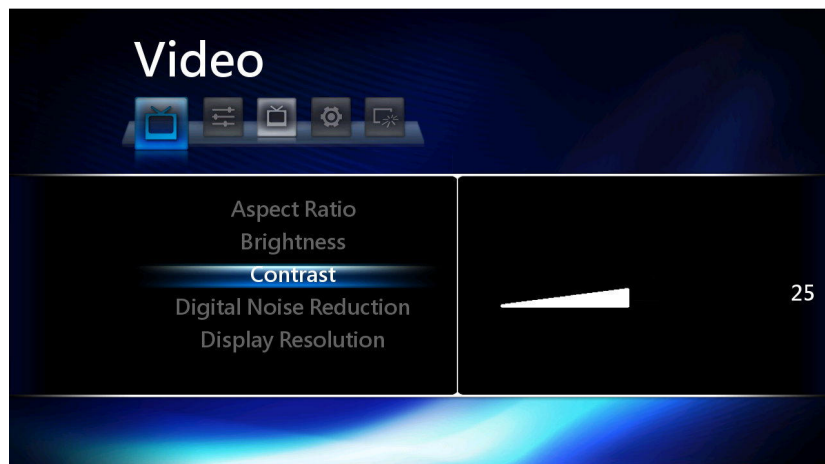 Video
Aspect Ratio
Brightness
Contrast
Digital Noise Reduction
Display Resolution
25